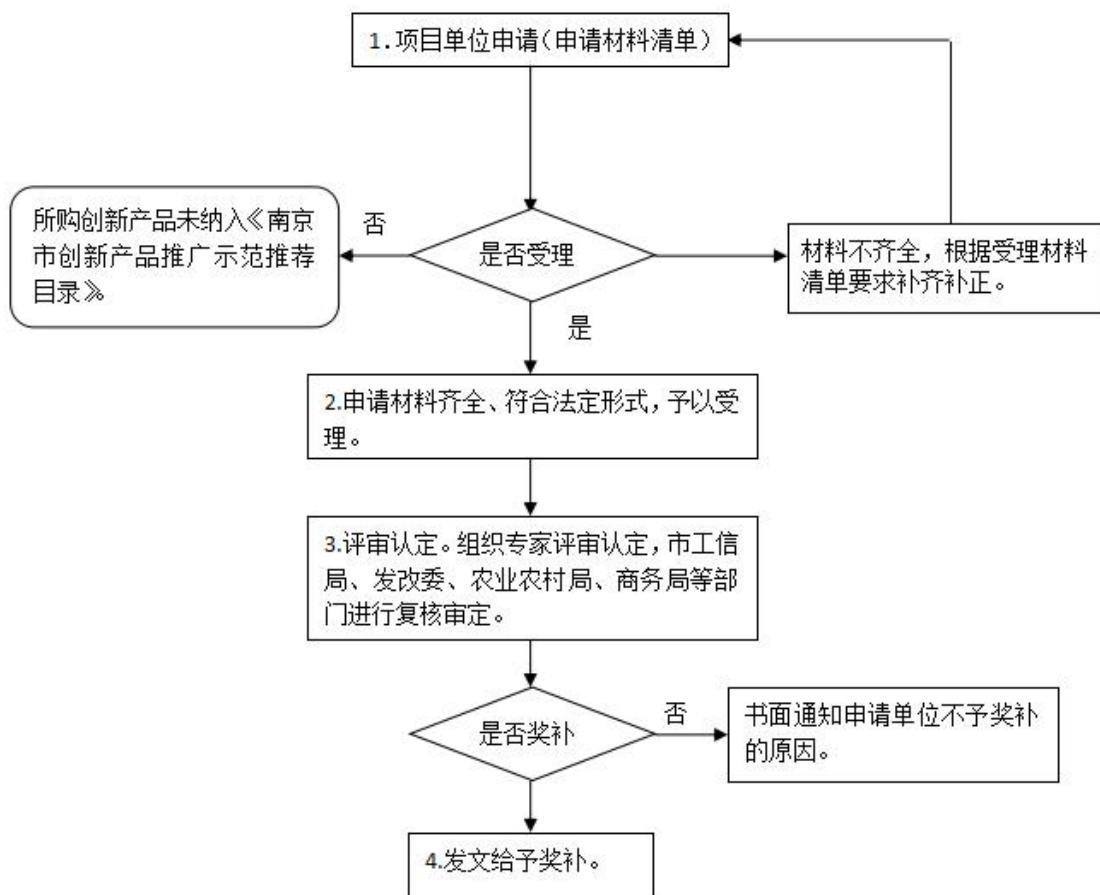 1.项目单位申请（申请材料清单）
所购创新产品未纳入《南京
市创新产品推广示范推荐
目录》。
否
是否受理
材料不齐全，根据受理材料
清单要求补齐补正。
是
2.申请材料齐全、符合法定形式，予以受
理。
3.评审认定。组织专家评审认定，市工信
局、发改委、农业农村局、商务局等部
门进行复核审定。
是否奖补
否
书面通知申请单位不予奖补
的原因。
4.发文给予奖补。